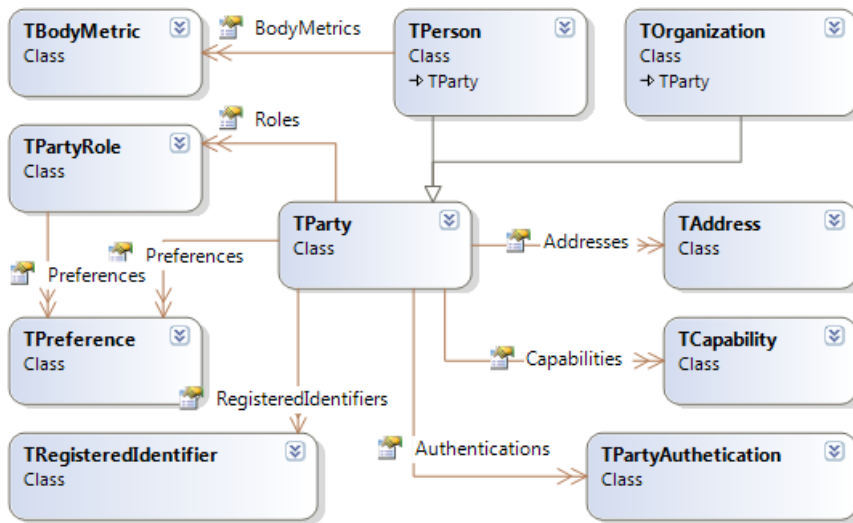 TBodyMetric
Class
BodyMetrics
TPerson
Class
TParty
TOrganization
Class
TParty
TPartyRole
Class
Roles
TParty
Class
Addresses
TAddress
Class
Preferences
Preferences
TPreference
Class
Capabilities
TCapability
Class
RegisteredIdentifiers
TRegisteredIdentifier
Class
Authentications
TPartyAuthetication
Class